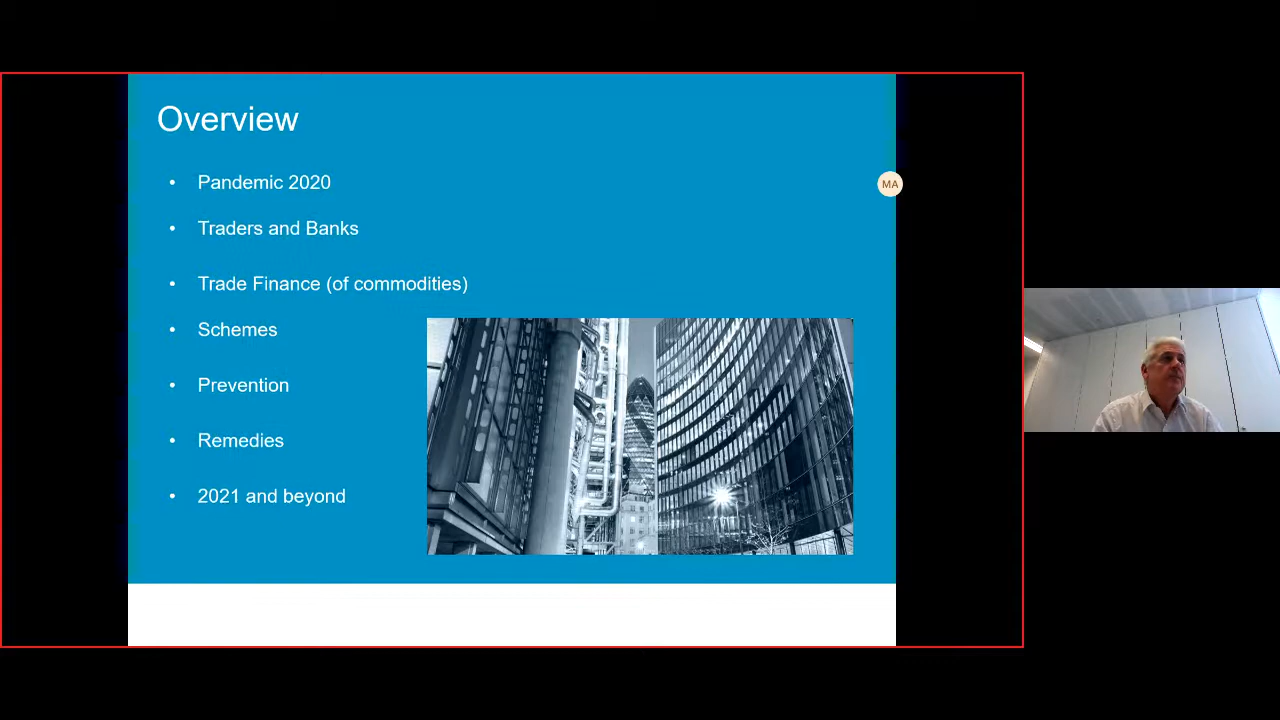 Overview
• Pandemic 2020
• Traders and Banks
MA
• Trade Finance (of commodities)
• Schemes
• Prevention
• Remedies
• 2021 and beyond